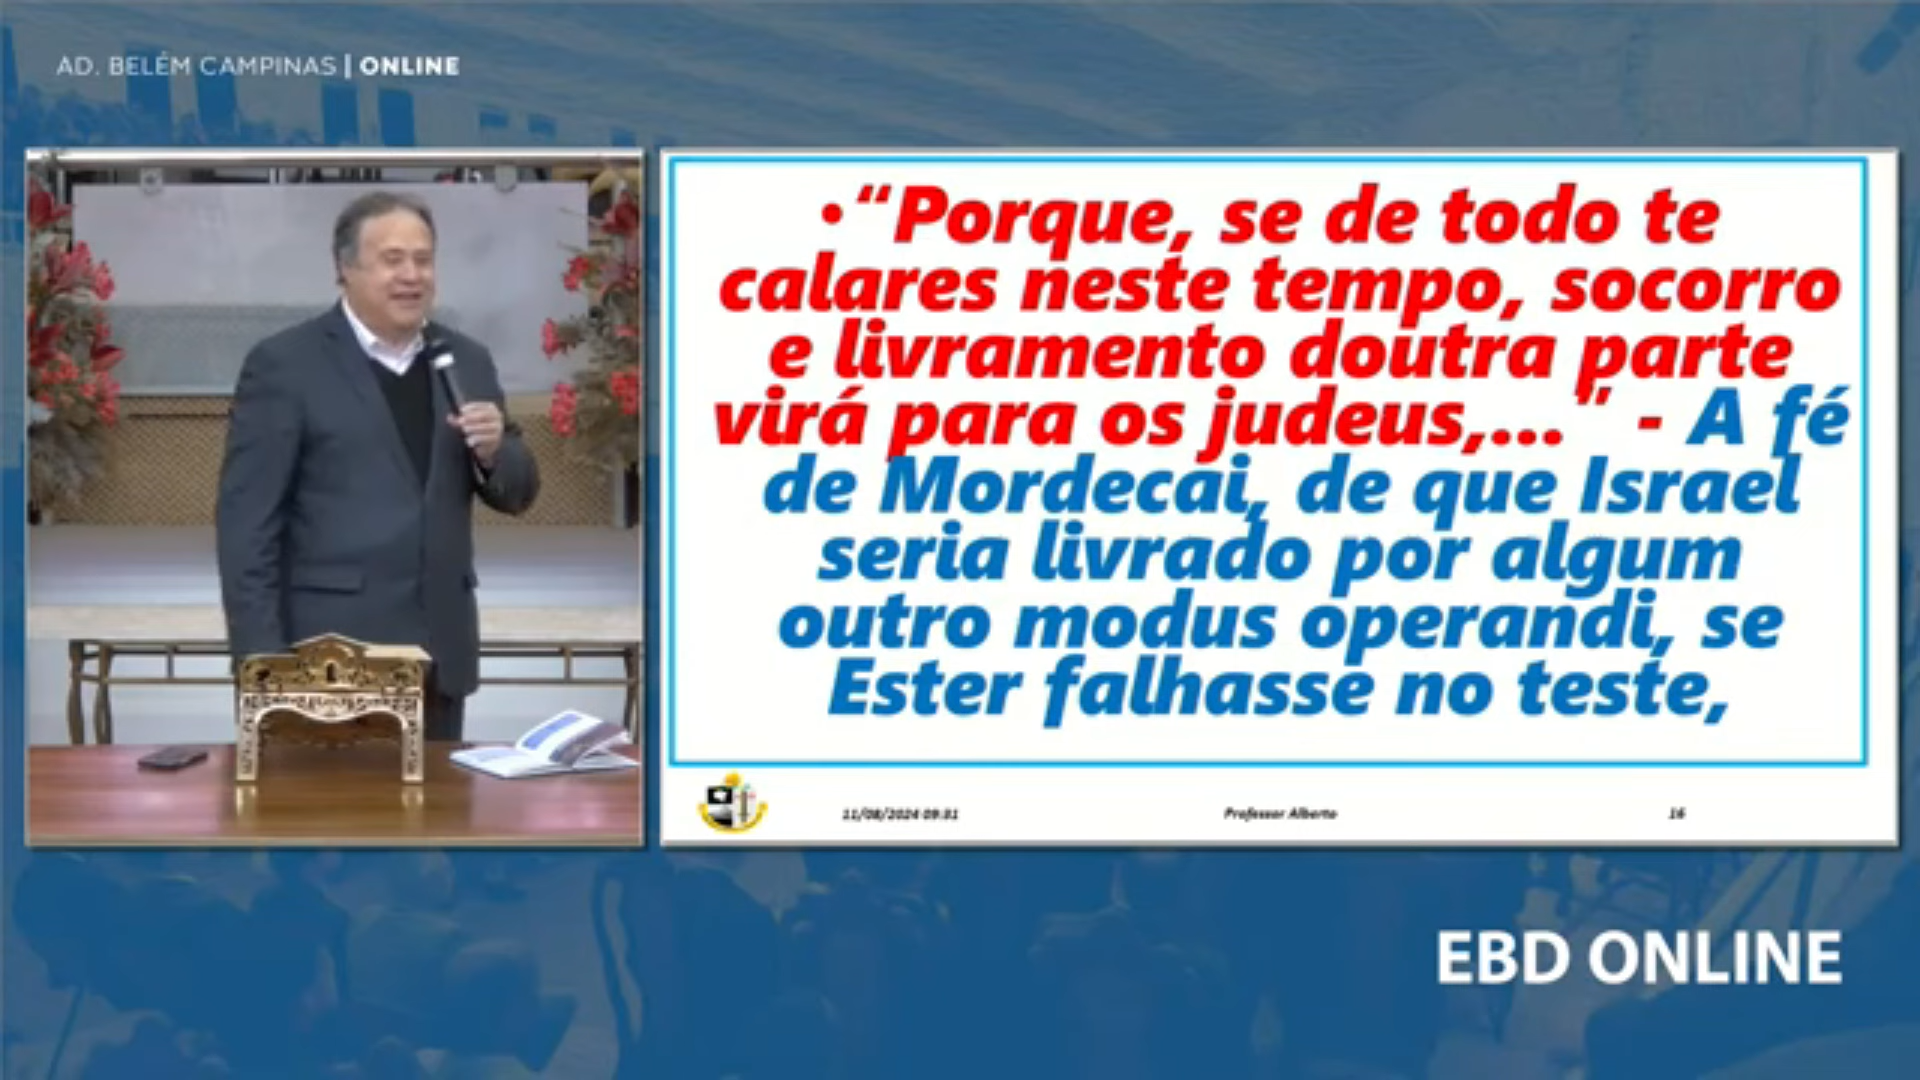 AD. BELÉM CAMPINAS | ONLINE
•“Porque, se de todo te
calares neste tempo, socorro
e livramento doutra parte
virá para os judeus,...” - A fé
de Mordecai, de que Israel
seria livrado por algum
outro modus operandi, se
Ester falhasse no teste,
11/08/2024 09:31
Professor Alberto
16
EBD ONLINE